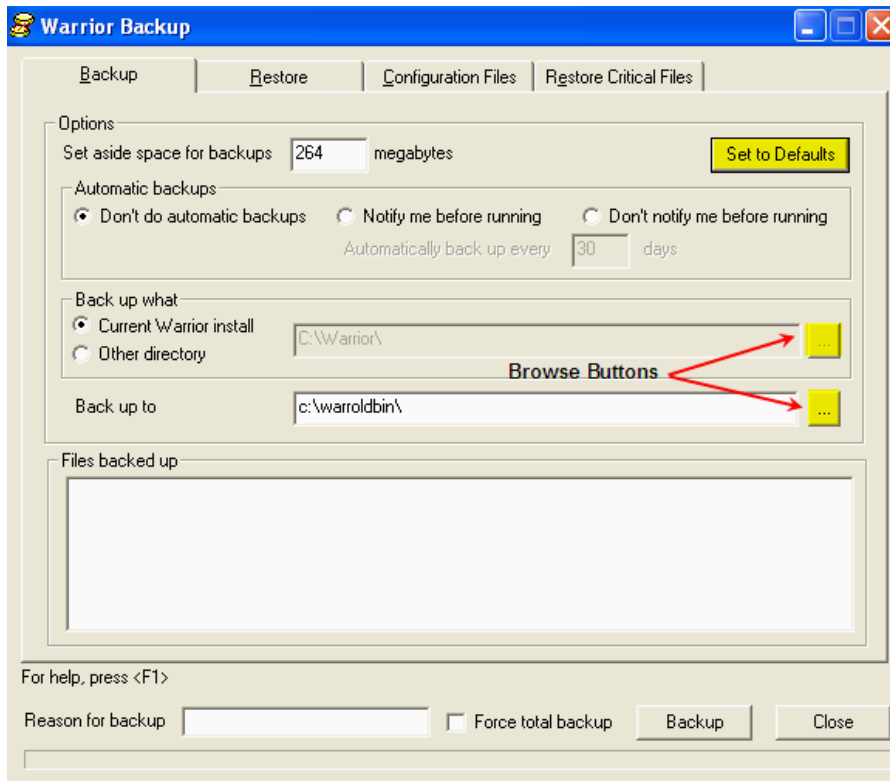 Warrior Backup
Backup Restore Configuration Files Restore Critical Files
Options
Set aside space for backups 264 megabytes Set to Defaults
Automatic backups
Don't do automatic backups Notify me before running Don't notify me before running
Automatically back up every 30 days
Back up what
Current Warrior install
C:\Warrior\ ...
Other directory
Browse Buttons
Back up to c:\warroldbin\ ...
Files backed up
For help, press <F1>
Reason for backup Force total backup Backup Close